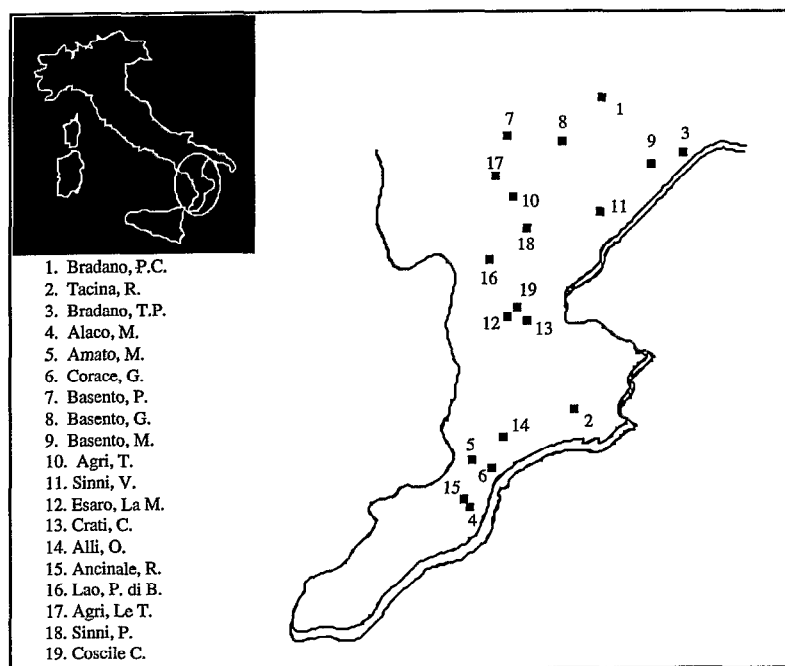 1
7
8
3
9
17
10
11
18
16
19
12
13
2
14
5
6
15
4
1. Bradano, P.C.
2. Tacina, R.
3. Bradano, T.P.
4. Alaco, M.
5. Amato, M.
6. Corace, G.
7. Basento, P.
8. Basento, G.
9. Basento, M.
10. Agri, T.
11. Sinni, V.
12. Esaro, La M.
13. Crati, C.
14. Alli, O.
15. Ancinale, R.
16. Lao, P. di B.
17. Agri, Le T.
18. Sinni, P.
19. Coscile C.